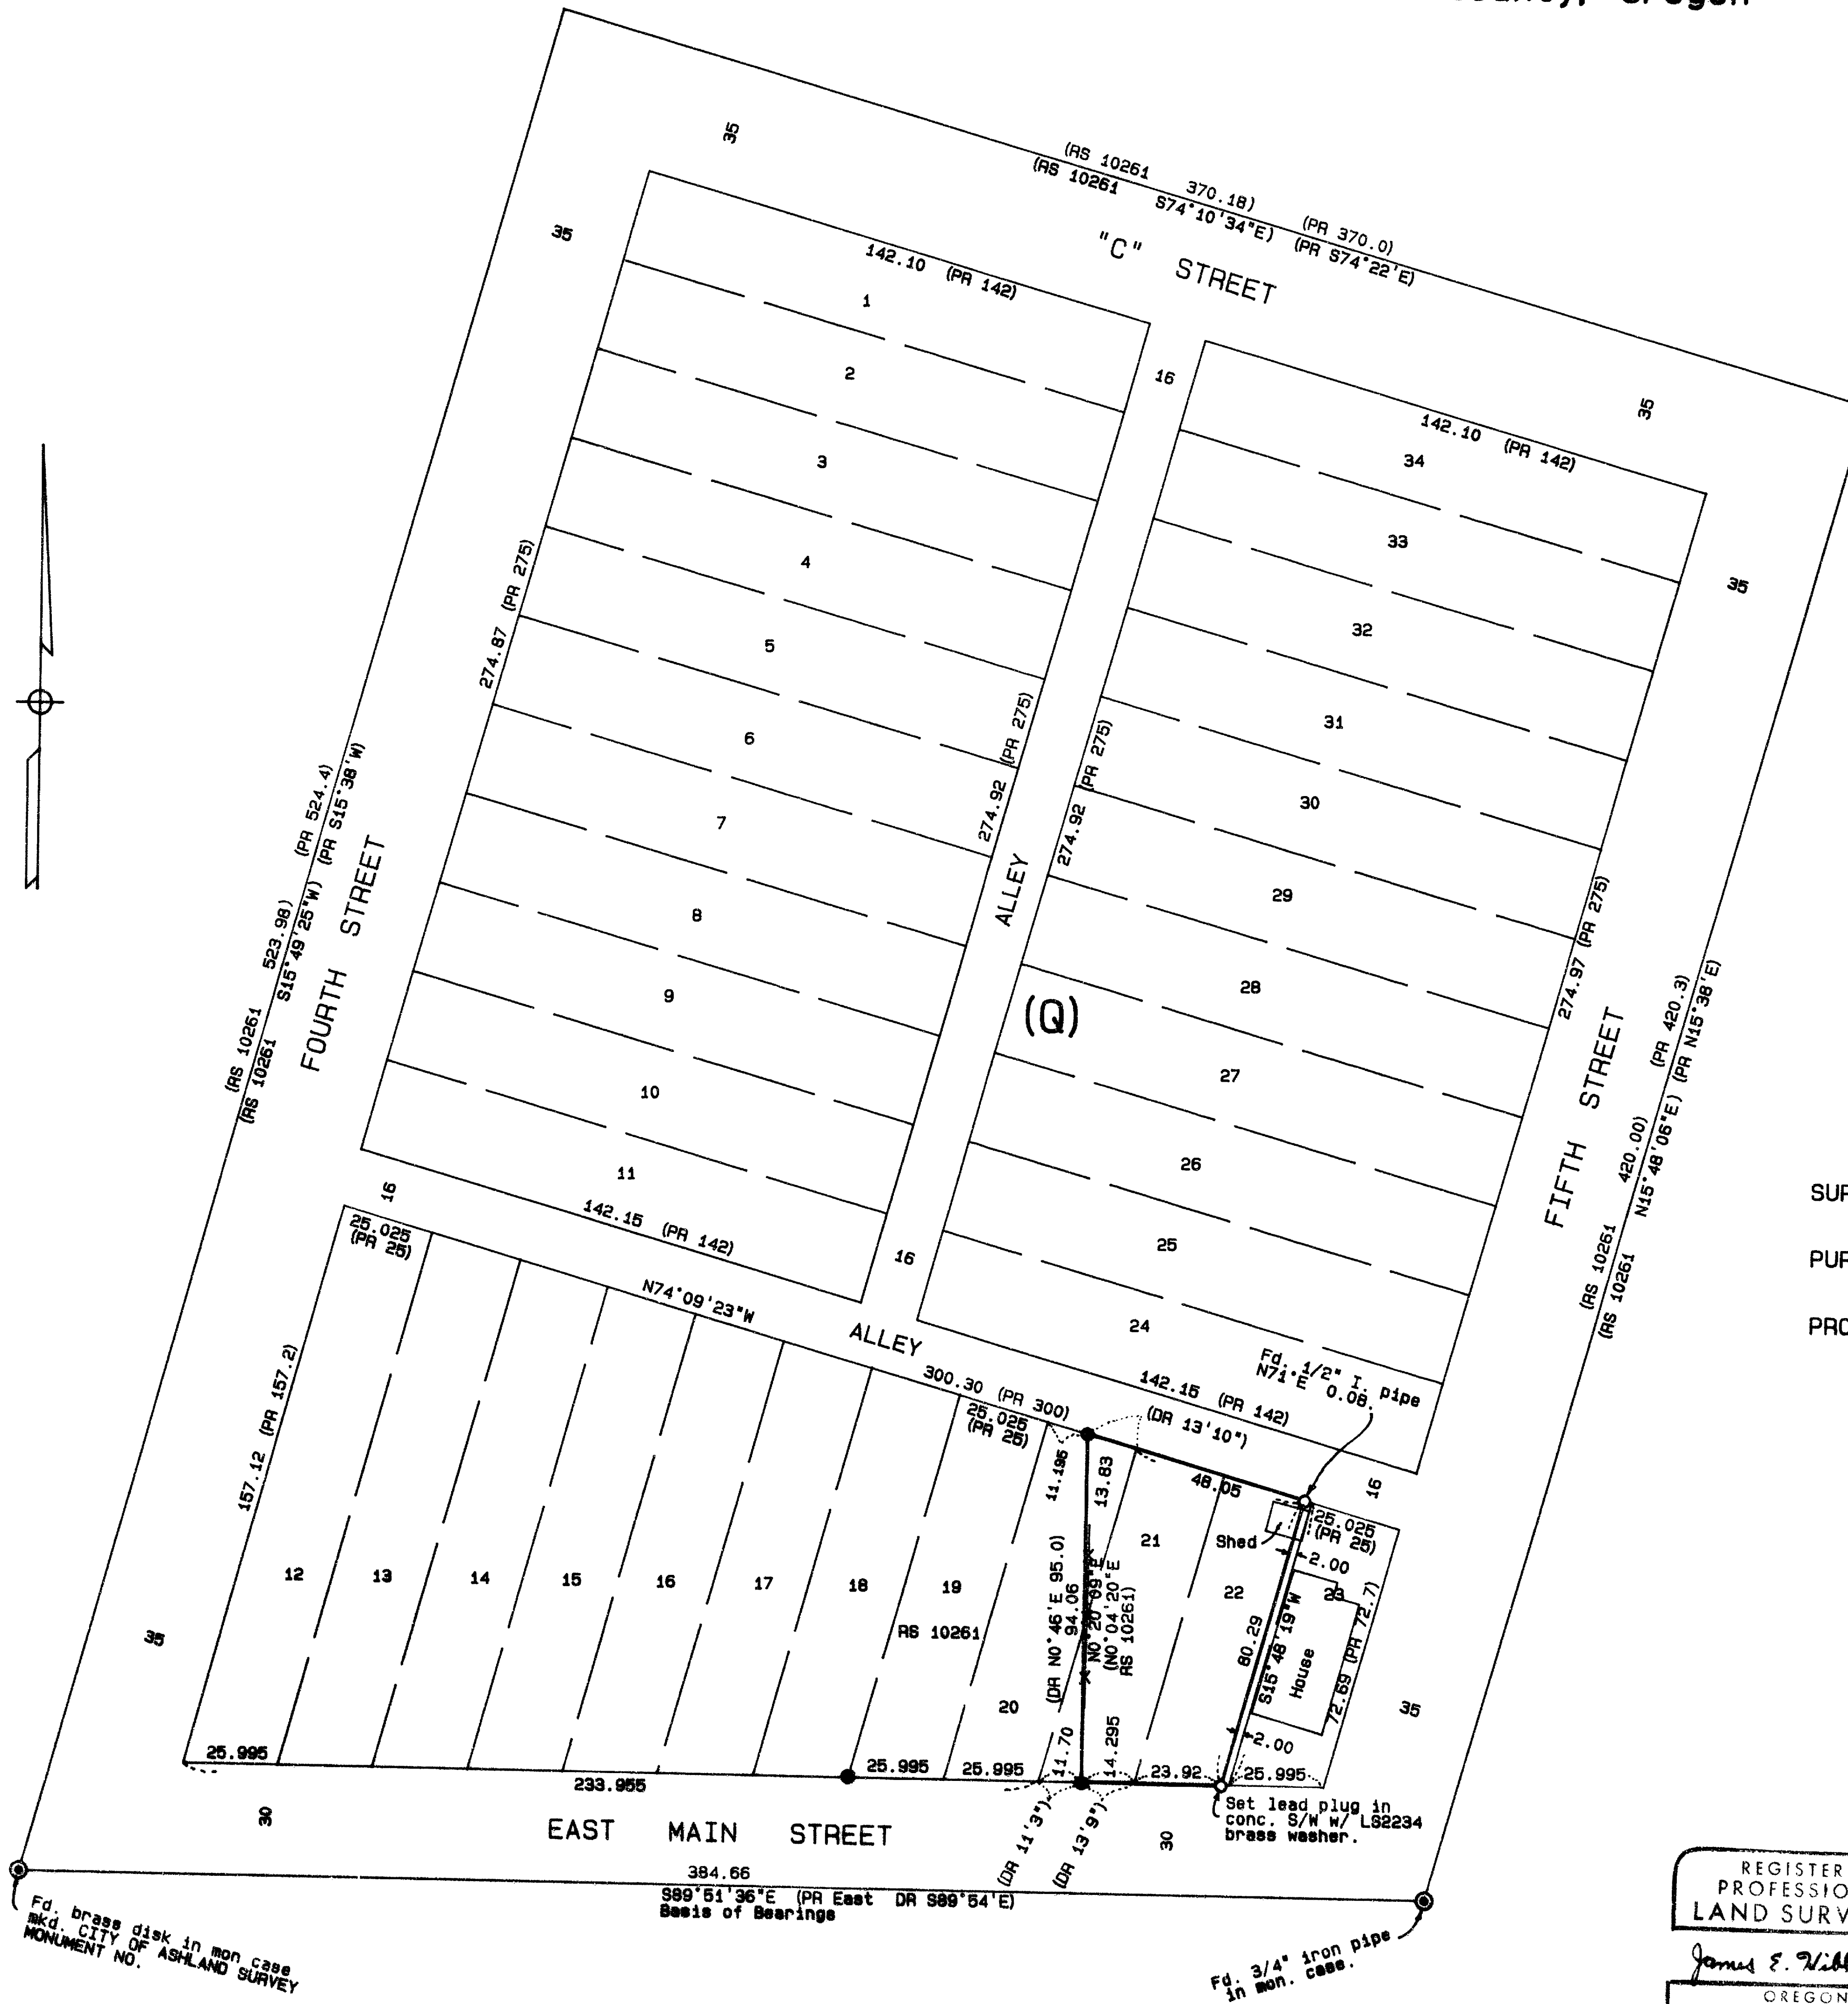 County, Oregon
35
(RS 10261 370.18) (PR 370.0)
(RS 10261 S74°10'34"E) (PR S74°22'E)
35
"C" STREET
142.10 (PR 142)
1
2
3
4
5
6
7
8
9
10
11
16
35
142.10 (PR 142)
34
33
32
31
30
29
28
27
26
25
24
35
274.87 (PR 275)
274.92 (PR 275)
274.92 (PR 275)
274.97 (PR 275)
ALLEY
(Q)
(RS 10261 523.98) (PR 524.4)
(RS 10261 S15°49'25"W) (PR S15°38'W)
FOURTH STREET
FIFTH STREET
(RS 10261 420.00) (PR 420.3)
(RS 10261 N15°48'05"E) (PR N15°38'E)
SUR
PUR
PRO
16
142.15 (PR 142)
16
25.025
(PR 25)
N74°09'23"W
ALLEY
300.30 (PR 300)
25.025
(PR 25)
142.15 (PR 142)
(DR 13'10")
Fd. 1/2" I. pipe
N71°E 0.08.
157.12 (PR 157.2)
11.195
13.83
48.05
16
25.025
(PR 25)
Shed
2.00
12
13
14
15
16
17
18
19
20
21
22
23
RS 10261
(DR N0°46'E 95.0)
94.06
N0°20'09"E
(N0°04'20"E
RS 10261)
80.29
S15°48'19"W
House
72.69 (PR 72.7)
35
35
2.00
25.995
233.955
25.995
25.995
11.70
14.295
23.92
25.995
(DR 11'3")
(DR 13'9")
Set lead plug in
conc. S/W w/ LS2234
brass washer.
30
30
EAST MAIN STREET
384.66
S89°51'36"E (PR East DR S89°54'E)
Basis of Bearings
Fd. brass disk in mon case
mkd. CITY OF ASHLAND SURVEY
MONUMENT NO.
Fd. 3/4" iron pipe
in mon. case.
REGISTER
PROFESSIO
LAND SURV
James E. Hibb
OREGON